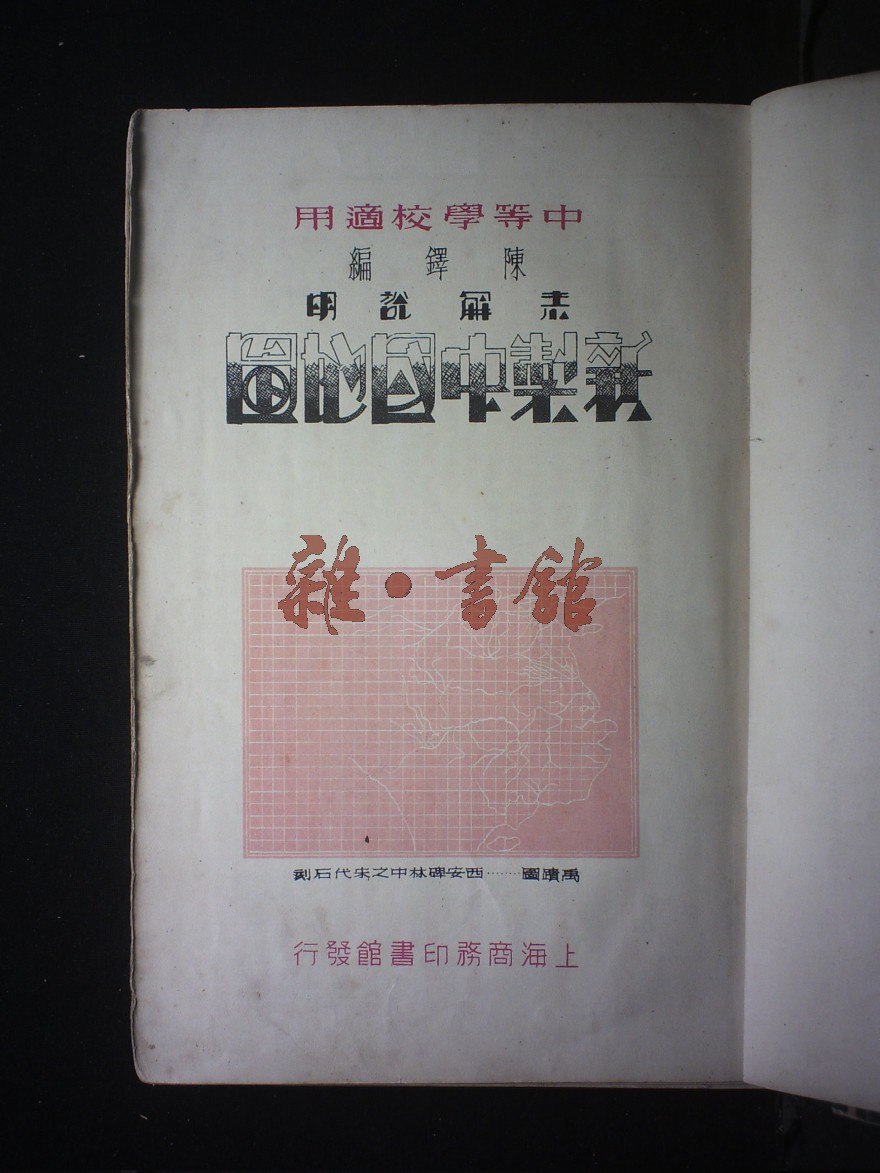 中等學校適用
陳鐸編
表解說明
新製中國地圖
雜·書館
禹蹟圖………西安碑林中之宋代石刻
上海商務印書館發行